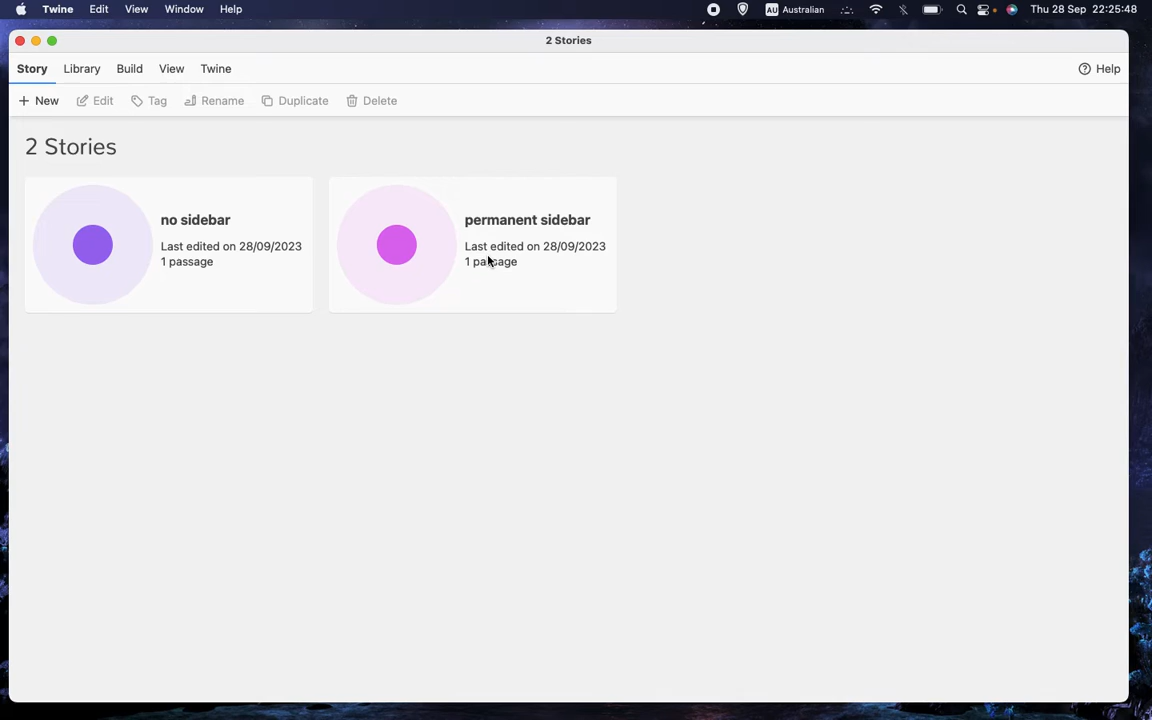 Twine Edit View Window Help AU Australian Thu 28 Sep 22:25:48
2 Stories
Story Library Build View Twine Help
New Edit Tag Rename Duplicate Delete
2 Stories
no sidebar
Last edited on 28/09/2023
1 passage
permanent sidebar
Last edited on 28/09/2023
1 passage